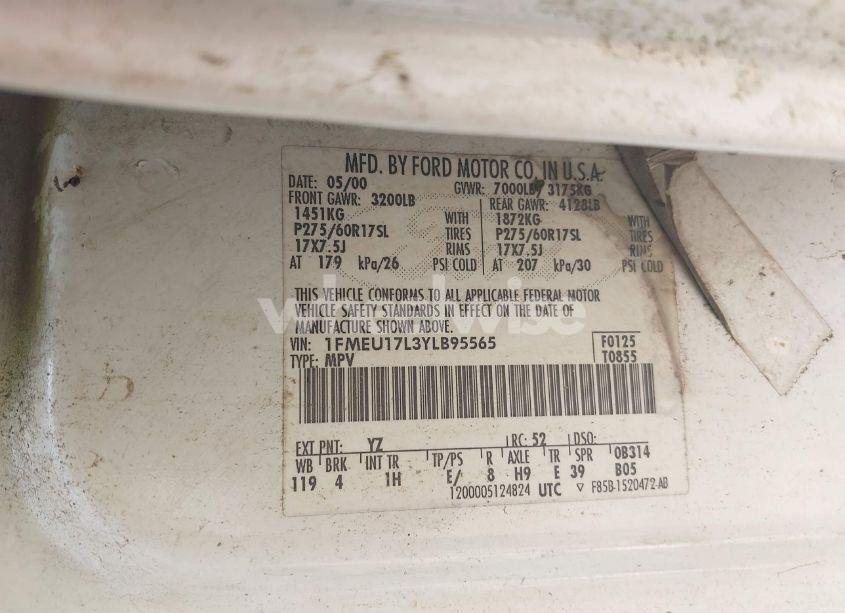 MFD. BY FORD MOTOR CO. IN U.S.A.
DATE: 05/00 GVWR: 7000LB/ 3175KG
FRONT GAWR: 3200LB REAR GAWR: 4128LB
1451KG WITH 1872KG WITH
P275/60R17SL TIRES P275/60R17SL TIRES
17X7.5J RIMS 17X7.5J RIMS
AT 179 kPa/26 PSI COLD AT 207 kPa/30 PSI COLD
THIS VEHICLE CONFORMS TO ALL APPLICABLE FEDERAL MOTOR
VEHICLE SAFETY STANDARDS IN EFFECT ON THE DATE OF
MANUFACTURE SHOWN ABOVE.
VIN: 1FMEU17L3YLB95565 F0125
TYPE: MPV T0855
EXT PNT: YZ RC: 52 DSO:
WB BRK INT TR TP/PS R AXLE TR SPR 0B314
119 4 1H E/ 8 H9 E 39 B05
1200005124824 UTC F85B-1520472-AB